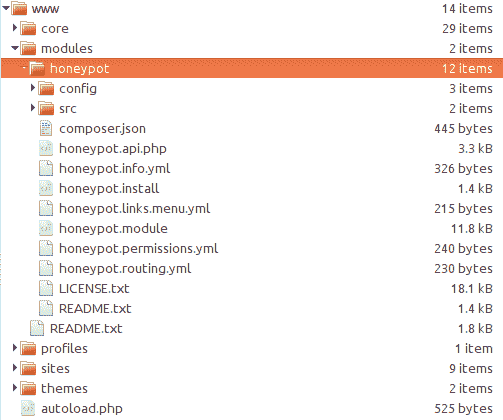 www 14 items
core 29 items
modules 2 items
honeypot 12 items
config 3 items
src 2 items
composer.json 445 bytes
honeypot.api.php 3.3 kB
honeypot.info.yml 326 bytes
honeypot.install 1.4 kB
honeypot.links.menu.yml 215 bytes
honeypot.module 11.8 kB
honeypot.permissions.yml 240 bytes
honeypot.routing.yml 230 bytes
LICENSE.txt 18.1 kB
README.txt 1.4 kB
README.txt 1.8 kB
profiles 1 item
sites 9 items
themes 2 items
autoload.php 525 bytes